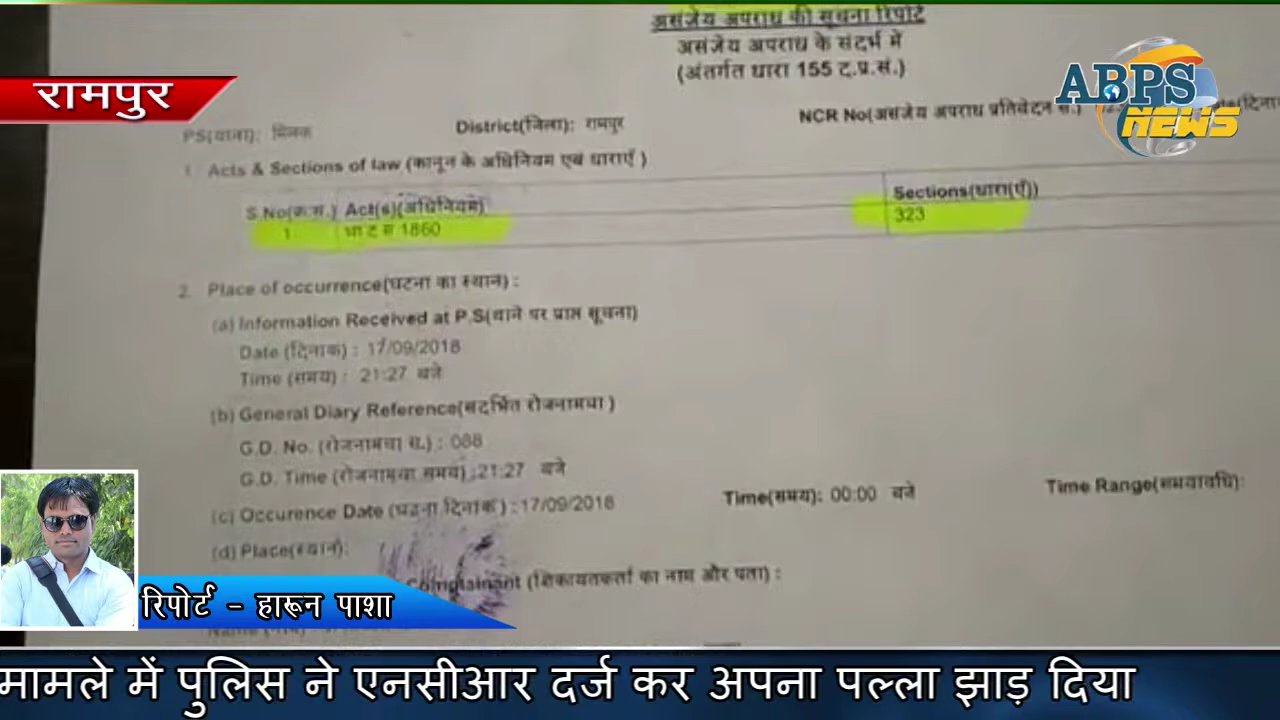 असंज्ञेय अपराध की सूचना रिपोर्ट
असंज्ञेय अपराध के संदर्भ में
(अंतर्गत धारा 155 द.प्र.सं.)
ABPS
NEWS
रामपुर
PS(थाना): मिलक
District(जिला): रामपुर
NCR No(असंज्ञेय अपराध प्रतिवेदन स.)
1. Acts & Sections of law (कानून के अधिनियम एवं धाराएँ )
S.No(क्र.स.) Act(s)(अधिनियम) Sections(धारा(एँ))
1 भा द स 1860 323
2. Place of occurrence(घटना का स्थान) :
(a) Information Received at P.S(थाने पर प्राप्त सूचना)
Date (दिनांक) : 17/09/2018
Time (समय) : 21:27 बजे
(b) General Diary Reference(संदर्भित रोजनामचा )
G.D. No. (रोजनामचा स.) : 088
G.D. Time (रोजनामचा समय) :21:27 बजे
(c) Occurence Date (घटना दिनांक ) :17/09/2018 Time(समय): 00:00 बजे Time Range(समयावधि):
(d) Place(स्थान):
Complainant (शिकायतकर्ता का नाम और पता) :
रिपोर्ट - हारून पाशा
मामले में पुलिस ने एनसीआर दर्ज कर अपना पल्ला झाड़ दिया